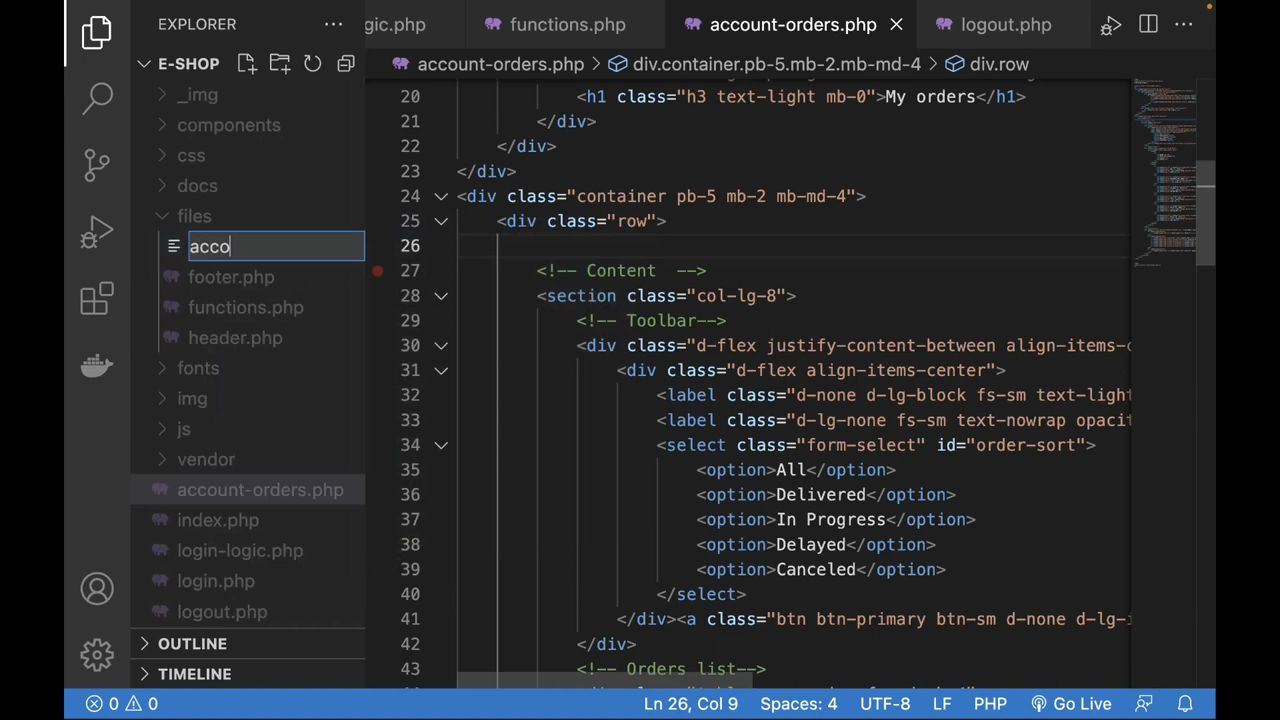 EXPLORER
E-SHOP
_img
components
css
docs
files
acco
footer.php
functions.php
header.php
fonts
img
js
vendor
account-orders.php
index.php
login-logic.php
login.php
logout.php
OUTLINE
TIMELINE
gic.php
functions.php
account-orders.php
logout.php
account-orders.php > div.container.pb-5.mb-2.mb-md-4 > div.row
20 <h1 class="h3 text-light mb-0">My orders</h1>
21 </div>
22 </div>
23 </div>
24 <div class="container pb-5 mb-2 mb-md-4">
25 <div class="row">
26
27 <!-- Content  -->
28 <section class="col-lg-8">
29 <!-- Toolbar-->
30 <div class="d-flex justify-content-between align-items-c
31 <div class="d-flex align-items-center">
32 <label class="d-none d-lg-block fs-sm text-light
33 <label class="d-lg-none fs-sm text-nowrap opacit
34 <select class="form-select" id="order-sort">
35 <option>All</option>
36 <option>Delivered</option>
37 <option>In Progress</option>
38 <option>Delayed</option>
39 <option>Canceled</option>
40 </select>
41 </div><a class="btn btn-primary btn-sm d-none d-lg-i
42 </div>
43 <!-- Orders list-->
0 0
Ln 26, Col 9
Spaces: 4
UTF-8
LF
PHP
Go Live